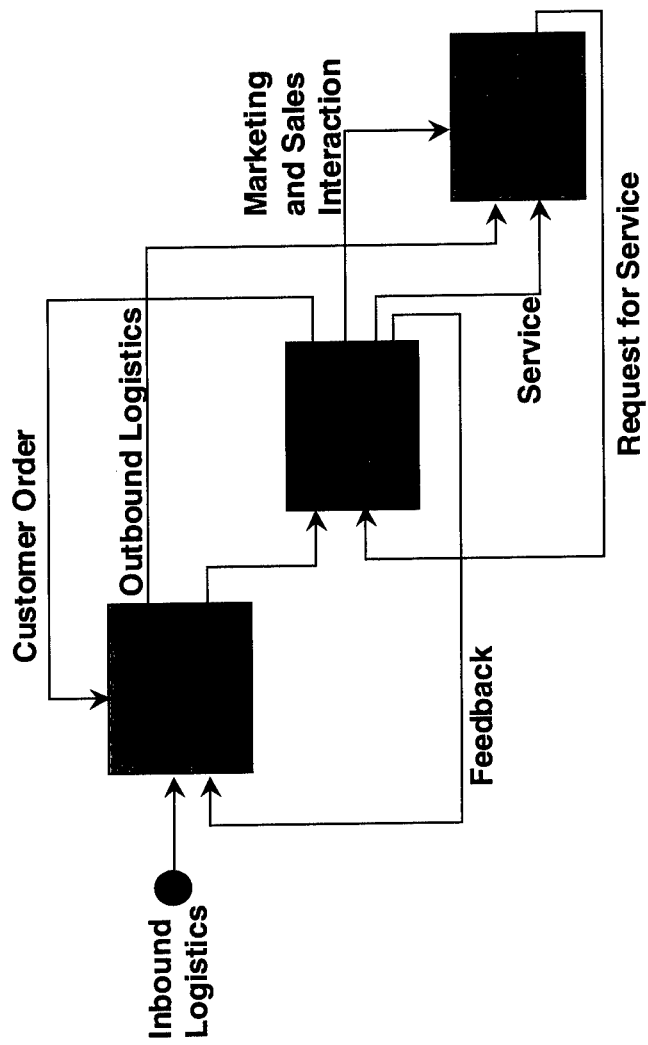 Customer Order
Outbound Logistics
Marketing
and Sales
Interaction
Inbound
Logistics
Feedback
Service
Request for Service